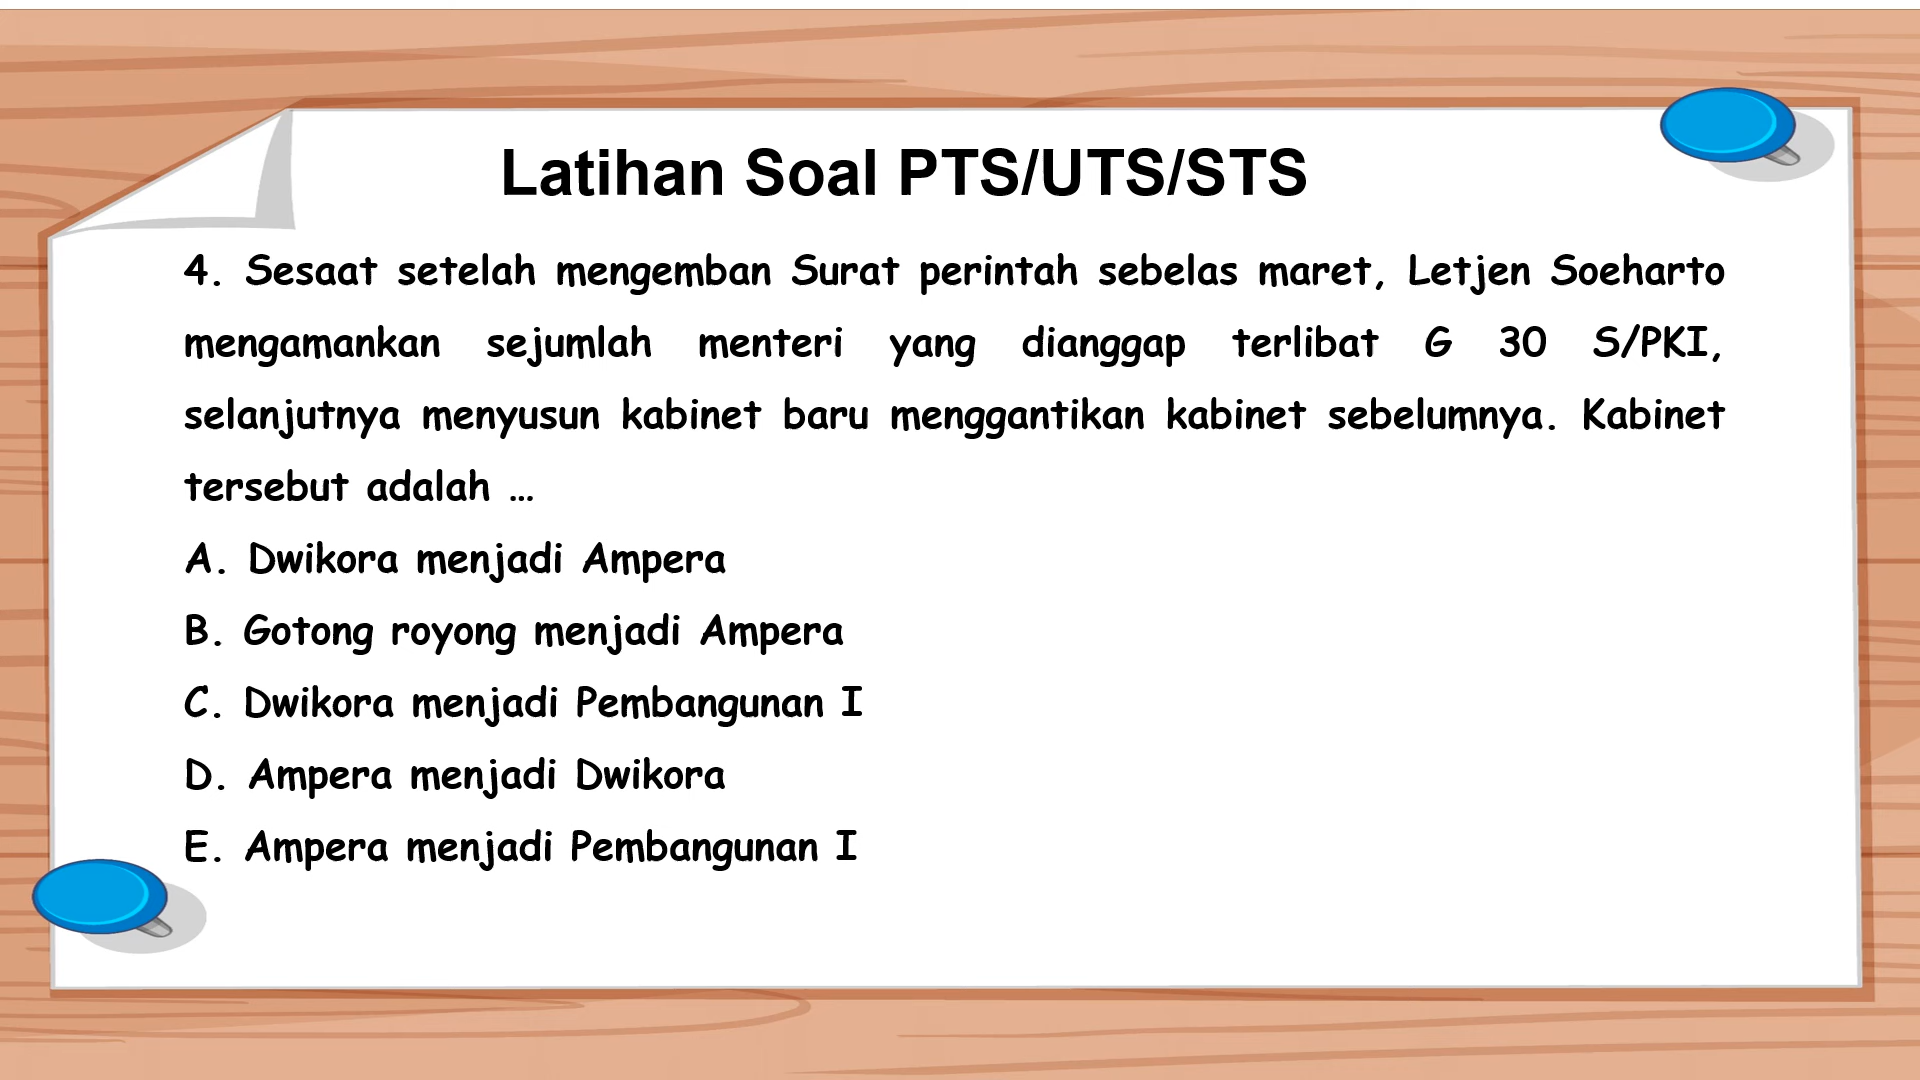 Latihan Soal PTS/UTS/STS
4. Sesaat setelah mengemban Surat perintah sebelas maret, Letjen Soeharto
mengamankan sejumlah menteri yang dianggap terlibat G 30 S/PKI,
selanjutnya menyusun kabinet baru menggantikan kabinet sebelumnya. Kabinet
tersebut adalah …
A. Dwikora menjadi Ampera
B. Gotong royong menjadi Ampera
C. Dwikora menjadi Pembangunan I
D. Ampera menjadi Dwikora
E. Ampera menjadi Pembangunan I